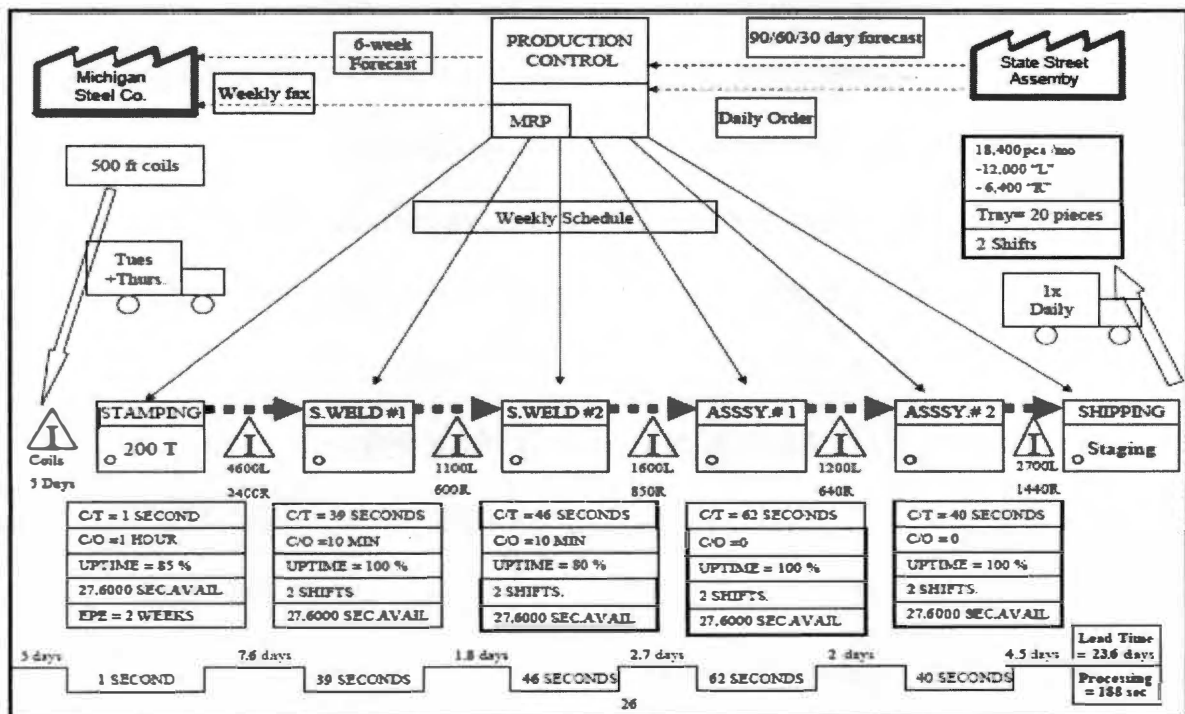 6-week
Forecast
PRODUCTION
CONTROL
90/60/30 day forecast
Michigan
Steel Co.
State Street
Assemby
Weekly fax
MRP
Daily Order
500 ft coils
18,400 pcs /mo
-12,000 "L"
- 6,400 "R"
Tray= 20 pieces
2 Shifts
Weekly Schedule
Tues
+Thurs.
1x
Daily
STAMPING
200 T
S.WELD #1
S.WELD #2
ASSSY.# 1
ASSSY.# 2
SHIPPING
Staging
I
I
I
I
I
I
Coils
5 Days
4600L
2400R
1100L
600R
1600L
850R
1200L
640R
2700L
1440R
C/T = 1 SECOND
C/O =1 HOUR
UPTIME = 85 %
27.6000 SEC.AVAIL
EPE = 2 WEEKS
C/T = 39 SECONDS
C/O =10 MIN
UPTIME = 100 %
2 SHIFTS
27.6000 SEC.AVAIL
C/T = 46 SECONDS
C/O =10 MIN
UPTIME = 80 %
2 SHIFTS.
27.6000 SEC.AVAIL
C/T = 62 SECONDS
C/O =0
UPTIME = 100 %
2 SHIFTS.
27.6000 SEC.AVAIL
C/T = 40 SECONDS
C/O =0
UPTIME = 100 %
2 SHIFTS.
27.6000 SEC.AVAIL
5 days
7.6 days
1.8 days
2.7 days
2 days
4.5 days
Lead Time
= 23.6 days
1 SECOND
39 SECONDS
46 SECONDS
62 SECONDS
40 SECONDS
Processing
= 188 sec
26